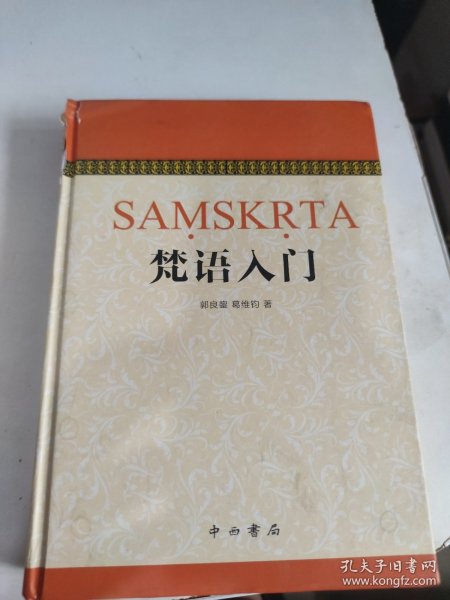 SAṂSKṚTA
梵语入门
郭良鋆 葛维钧 著
中西书局
孔夫子旧书网
www.kongfz.com